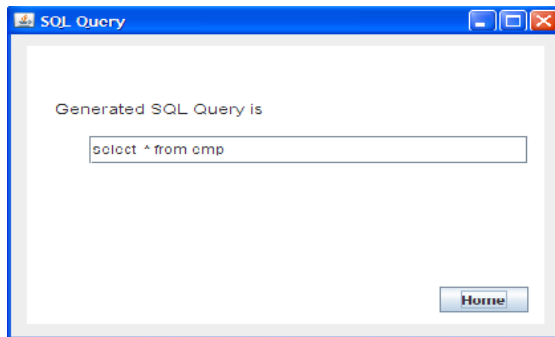 SQL Query
Generated SQL Query is
select * from emp
Home